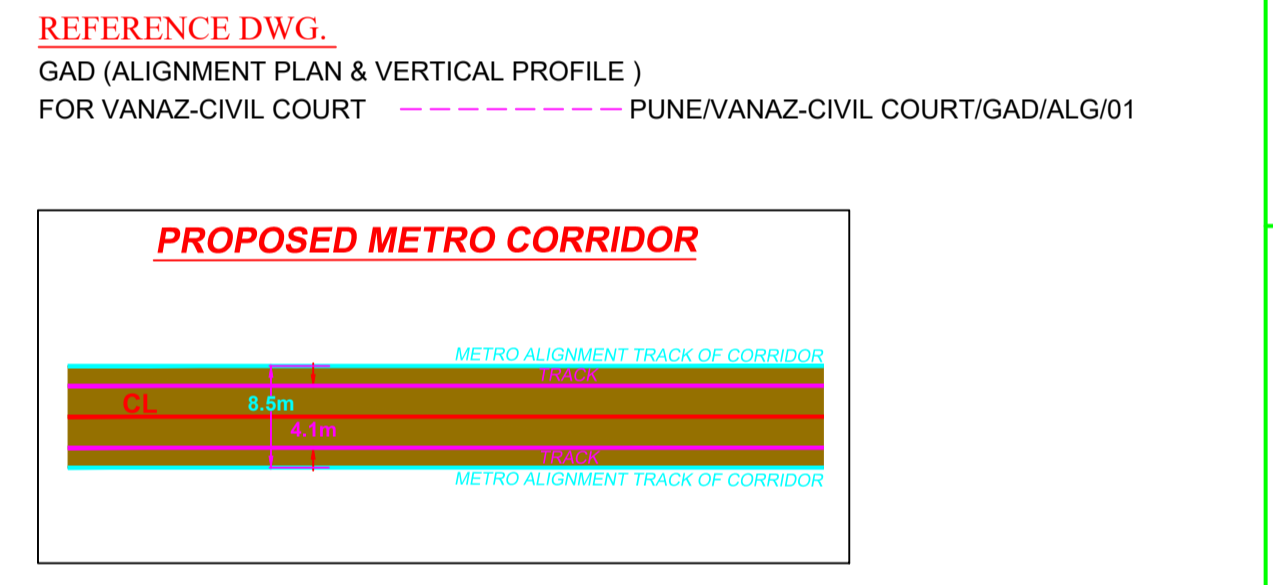 REFERENCE DWG.
GAD (ALIGNMENT PLAN & VERTICAL PROFILE )
FOR VANAZ-CIVIL COURT PUNE/VANAZ-CIVIL COURT/GAD/ALG/01
PROPOSED METRO CORRIDOR
METRO ALIGNMENT TRACK OF CORRIDOR
TRACK
CL 8.5m
4.1m
TRACK
METRO ALIGNMENT TRACK OF CORRIDOR